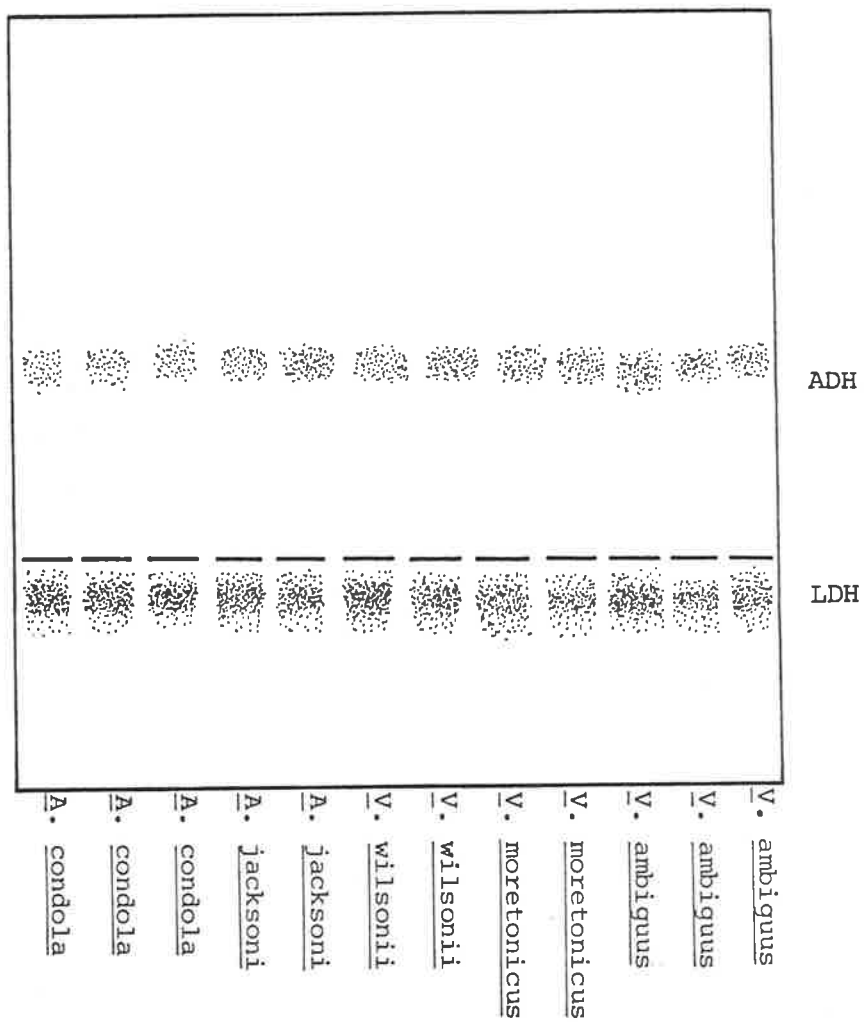 ADH
LDH
A. condola
A. condola
A. condola
A. jacksoni
A. jacksoni
V. wilsonii
V. wilsonii
V. moretonicus
V. moretonicus
V. ambiguus
V. ambiguus
V. ambiguus